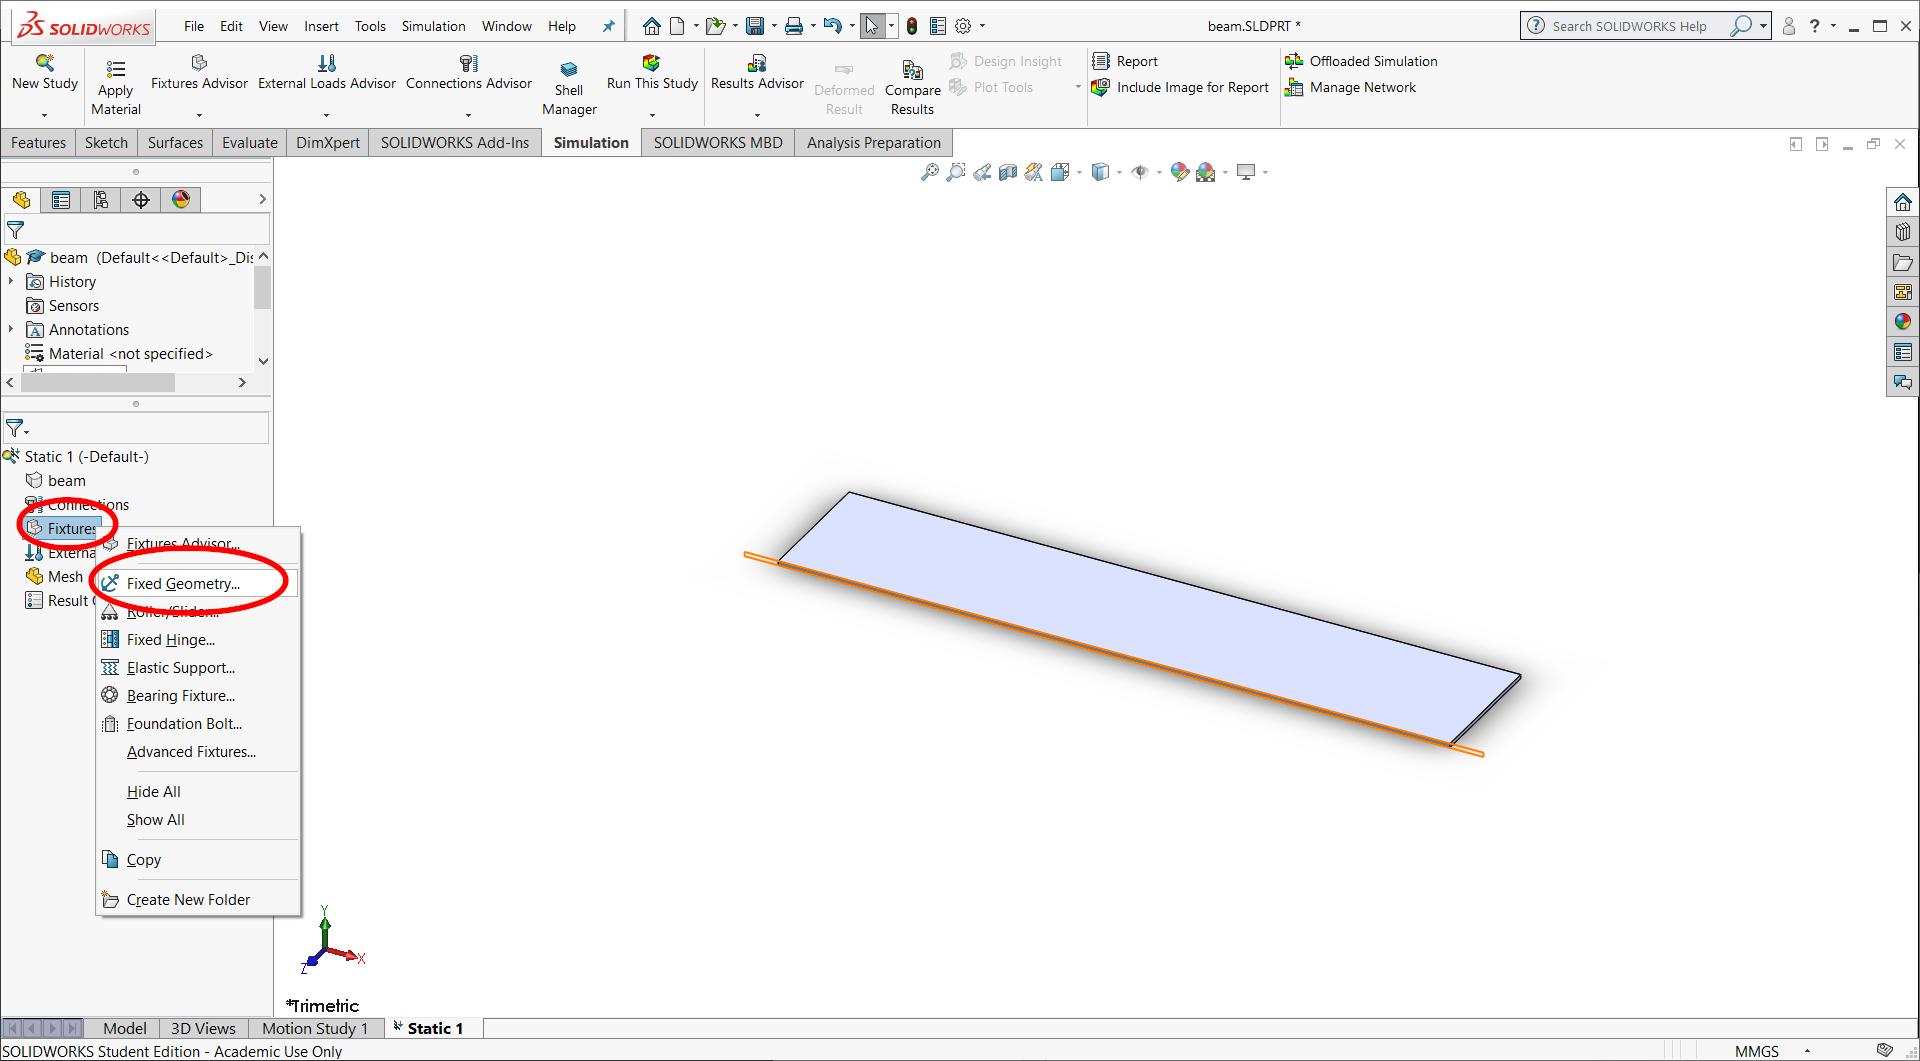 SOLIDWORKS
File Edit View Insert Tools Simulation Window Help
beam.SLDPRT *
Search SOLIDWORKS Help
?
New Study
Apply Material
Fixtures Advisor
External Loads Advisor
Connections Advisor
Shell Manager
Run This Study
Results Advisor
Deformed Result
Compare Results
Design Insight
Plot Tools
Report
Include Image for Report
Offloaded Simulation
Manage Network
Features Sketch Surfaces Evaluate DimXpert SOLIDWORKS Add-Ins Simulation SOLIDWORKS MBD Analysis Preparation
beam (Default<<Default>_Dis
History
Sensors
Annotations
Material <not specified>
Static 1 (-Default-)
beam
Connections
Fixtures
Externa
Mesh
Result
Fixtures Advisor...
Fixed Geometry...
Roller/Slider...
Fixed Hinge...
Elastic Support...
Bearing Fixture...
Foundation Bolt...
Advanced Fixtures...
Hide All
Show All
Copy
Create New Folder
Y
X
Z
*Trimetric
Model 3D Views Motion Study 1 Static 1
SOLIDWORKS Student Edition - Academic Use Only
MMGS